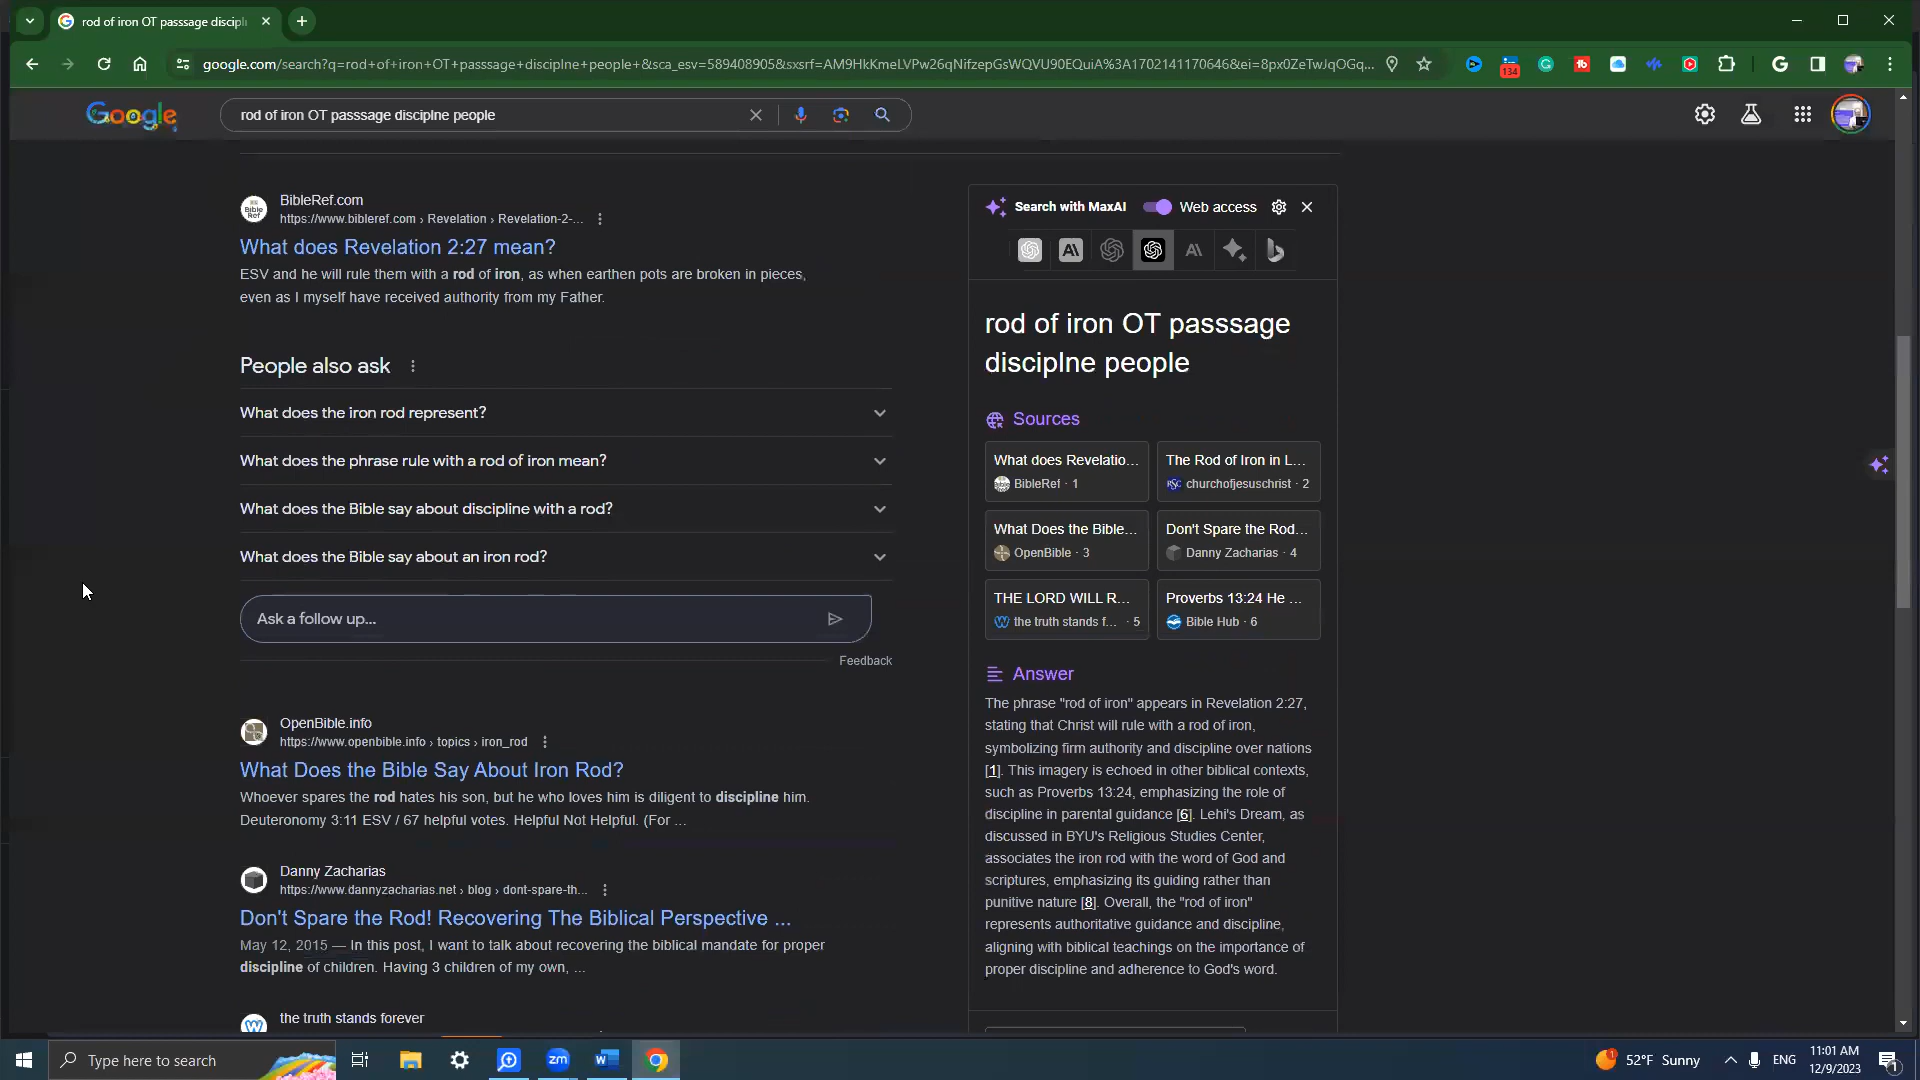 rod of iron OT passsage discipl
google.com/search?q=rod+of+iron+OT+passsage+disciplne+people+&sca_esv=589408905&sxsrf=AM9HkKmeLVPw26qNifzepGsWQVU90EQuiA%3A1702141170646&ei=8px0ZeTwJqOGq...
134
Google
rod of iron OT passsage disciplne people
BibleRef.com
https://www.bibleref.com › Revelation › Revelation-2-...
What does Revelation 2:27 mean?
ESV and he will rule them with a rod of iron, as when earthen pots are broken in pieces,
even as I myself have received authority from my Father.
People also ask
What does the iron rod represent?
What does the phrase rule with a rod of iron mean?
What does the Bible say about discipline with a rod?
What does the Bible say about an iron rod?
Ask a follow up...
Feedback
OpenBible.info
https://www.openbible.info › topics › iron_rod
What Does the Bible Say About Iron Rod?
Whoever spares the rod hates his son, but he who loves him is diligent to discipline him.
Deuteronomy 3:11 ESV / 67 helpful votes. Helpful Not Helpful. (For ...
Danny Zacharias
https://www.dannyzacharias.net › blog › dont-spare-th...
Don't Spare the Rod! Recovering The Biblical Perspective ...
May 12, 2015 — In this post, I want to talk about recovering the biblical mandate for proper
discipline of children. Having 3 children of my own, ...
the truth stands forever
Search with MaxAI
Web access
rod of iron OT passsage
disciplne people
Sources
What does Revelatio...
BibleRef · 1
The Rod of Iron in L...
churchofjesuschrist · 2
What Does the Bible...
OpenBible · 3
Don't Spare the Rod...
Danny Zacharias · 4
THE LORD WILL R...
the truth stands f... · 5
Proverbs 13:24 He ...
Bible Hub · 6
Answer
The phrase "rod of iron" appears in Revelation 2:27,
stating that Christ will rule with a rod of iron,
symbolizing firm authority and discipline over nations
[1]. This imagery is echoed in other biblical contexts,
such as Proverbs 13:24, emphasizing the role of
discipline in parental guidance [6]. Lehi's Dream, as
discussed in BYU's Religious Studies Center,
associates the iron rod with the word of God and
scriptures, emphasizing its guiding rather than
punitive nature [8]. Overall, the "rod of iron"
represents authoritative guidance and discipline,
aligning with biblical teachings on the importance of
proper discipline and adherence to God's word.
Type here to search
zm
52°F Sunny
ENG
11:01 AM
12/9/2023
1